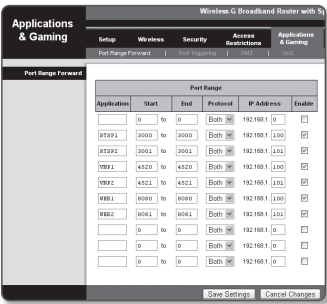 Wireless-G Broadband Router with
Applications & Gaming
Setup Wireless Security Access Restrictions Applications & Gaming
Port Range Forward | Port Triggering | DMZ | QoS
Port Range Forward
Port Range
Application Start End Protocol IP Address Enable
0 to 0 Both 192.168.1. 0
RTSP1 3000 to 3000 Both 192.168.1. 100
RTSP2 3001 to 3001 Both 192.168.1. 101
VNP1 4520 to 4520 Both 192.168.1. 100
VNP2 4521 to 4521 Both 192.168.1. 101
WEB1 8080 to 8080 Both 192.168.1. 100
WEB2 8081 to 8081 Both 192.168.1. 101
0 to 0 Both 192.168.1. 0
0 to 0 Both 192.168.1. 0
0 to 0 Both 192.168.1. 0
Save Settings Cancel Changes